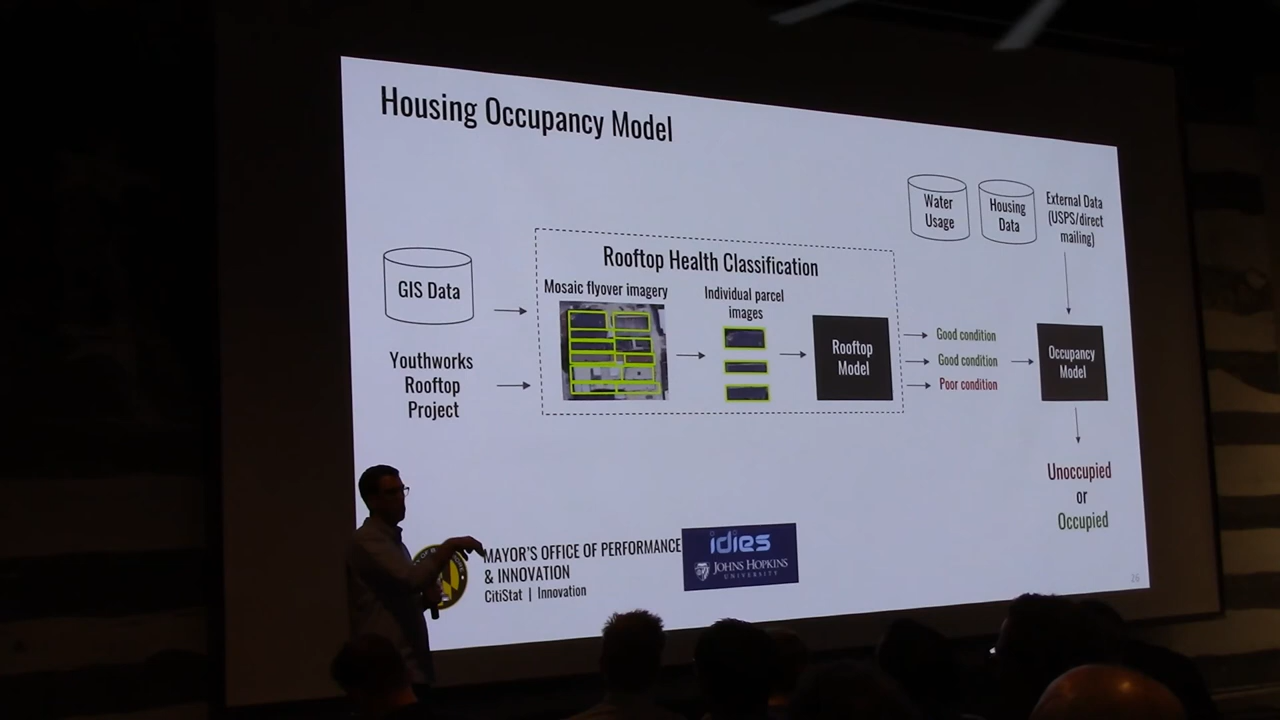 Housing Occupancy Model
Water
Usage
Housing
Data
External Data
(USPS/direct
mailing)
Rooftop Health Classification
GIS Data
Mosaic flyover imagery
Individual parcel
images
Youthworks
Rooftop
Project
Rooftop
Model
Good condition
Good condition
Poor condition
Occupancy
Model
Unoccupied
or
Occupied
MAYOR'S OFFICE OF PERFORMANCE
& INNOVATION
CitiStat | Innovation
idies
JOHNS HOPKINS
UNIVERSITY
26